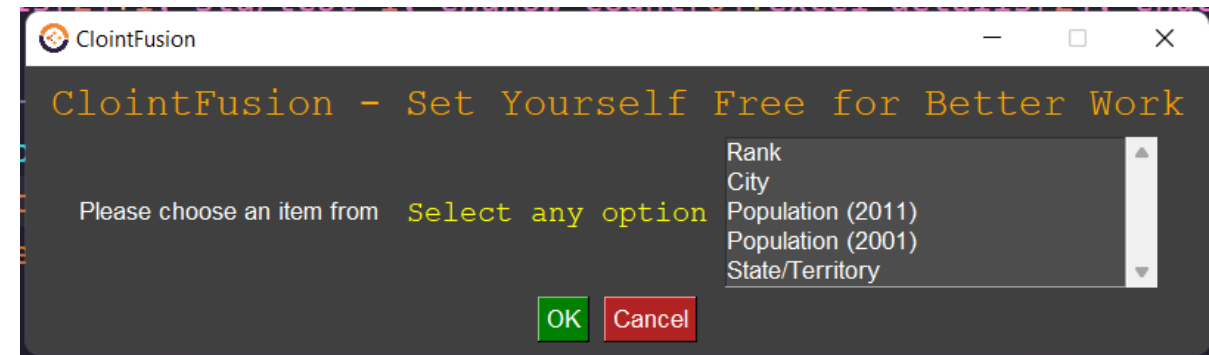 ClointFusion
ClointFusion - Set Yourself Free for Better Work
Please choose an item from Select any option
Rank
City
Population (2011)
Population (2001)
State/Territory
OK Cancel